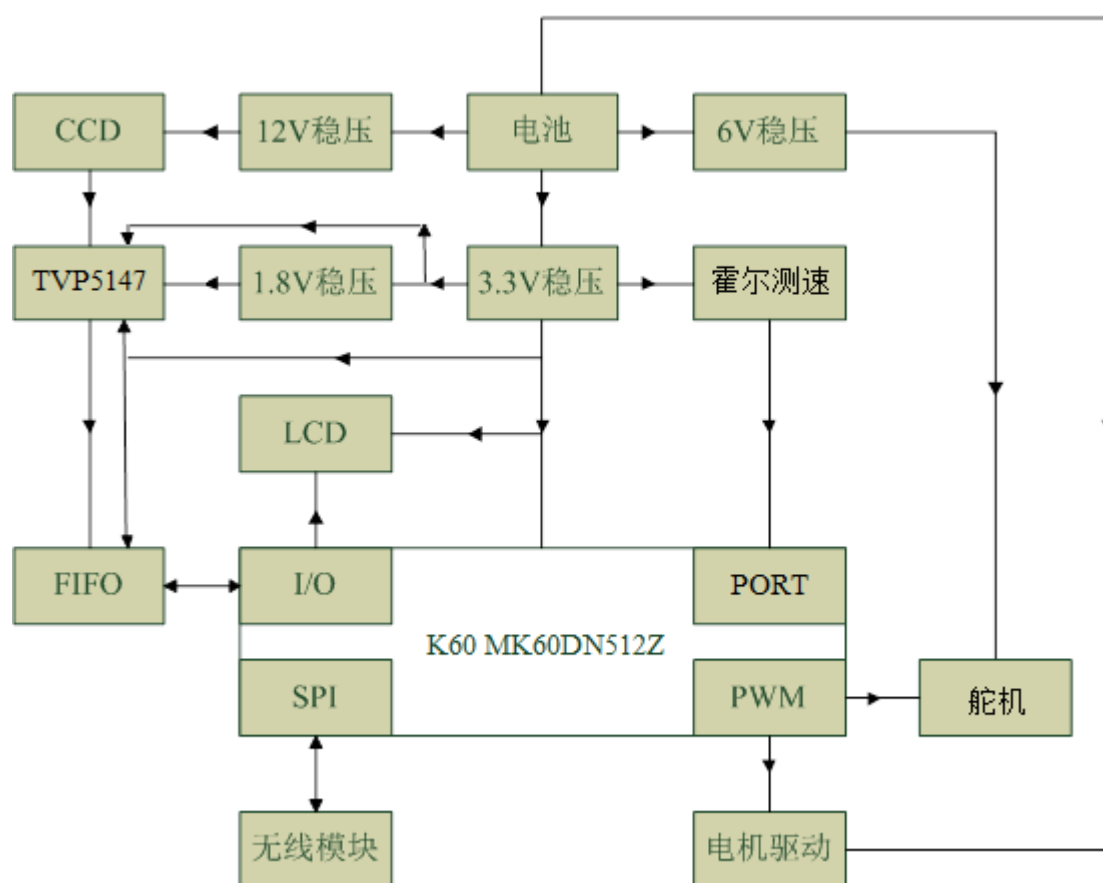 CCD
12V稳压
电池
6V稳压
TVP5147
1.8V稳压
3.3V稳压
霍尔测速
LCD
FIFO
I/O
PORT
K60 MK60DN512Z
SPI
PWM
舵机
无线模块
电机驱动